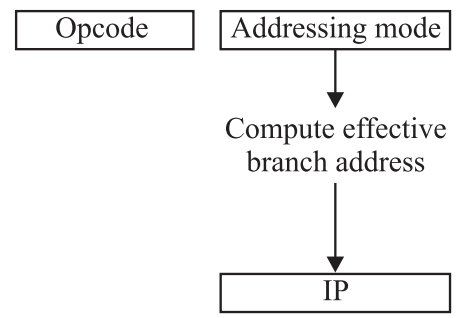 Opcode
Addressing mode
Compute effective
branch address
IP